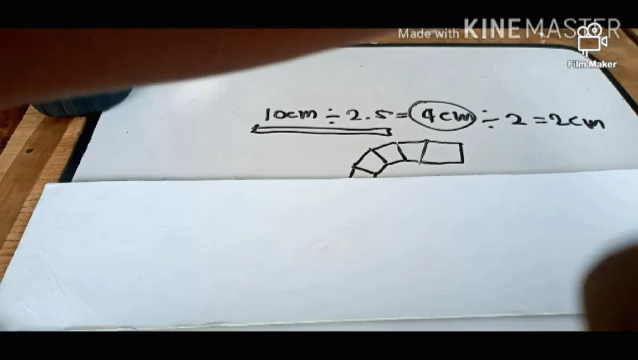 Made with KINEMASTER
Film Maker
10cm ÷ 2.5 = 4cm ÷ 2 = 2cm